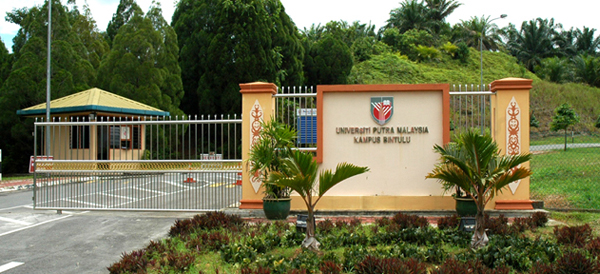 UNIVERSITI PUTRA MALAYSIA
KAMPUS BINTULU